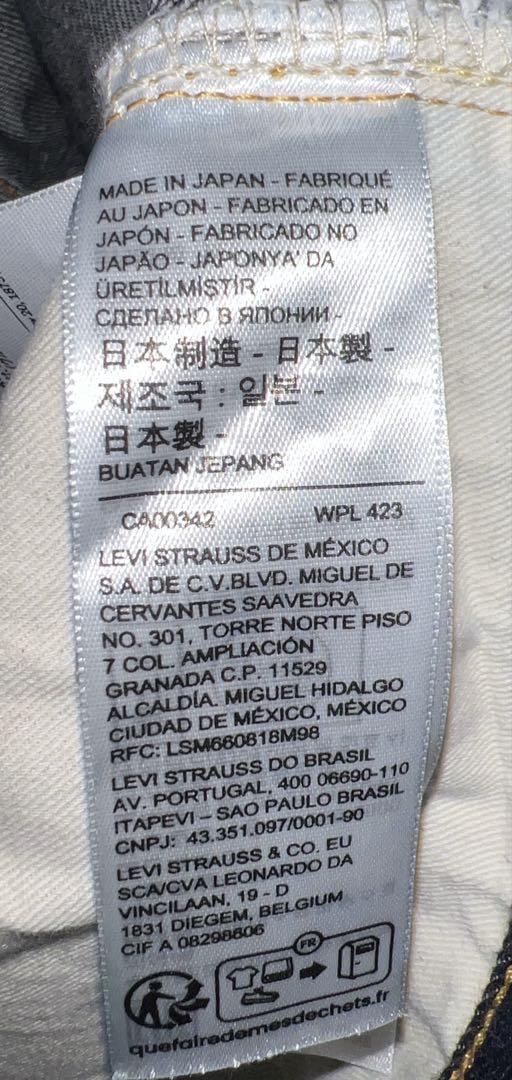 MADE IN JAPAN - FABRIQUÉ
AU JAPON - FABRICADO EN
JAPÓN - FABRICADO NO
JAPÃO - JAPONYA' DA
ÜRETİLMİŞTİR -
СДЕЛАНО В ЯПОНИИ -
日本制造 - 日本製 -
제조국 : 일본 -
日本製 -
BUATAN JEPANG
CA00342 WPL 423
LEVI STRAUSS DE MÉXICO
S.A. DE C.V.BLVD. MIGUEL DE
CERVANTES SAAVEDRA
NO. 301, TORRE NORTE PISO
7 COL. AMPLIACIÓN
GRANADA C.P. 11529
ALCALDÍA. MIGUEL HIDALGO
CIUDAD DE MÉXICO, MÉXICO
RFC: LSM660618M98
LEVI STRAUSS DO BRASIL
AV. PORTUGAL, 400 06690-110
ITAPEVI – SAO PAULO BRASIL
CNPJ: 43.351.097/0001-90
LEVI STRAUSS & CO. EU
SCA/CVA LEONARDO DA
VINCILAAN, 19 - D
1831 DIEGEM, BELGIUM
CIF A 08298606
FR
quefairedemesdechets.fr